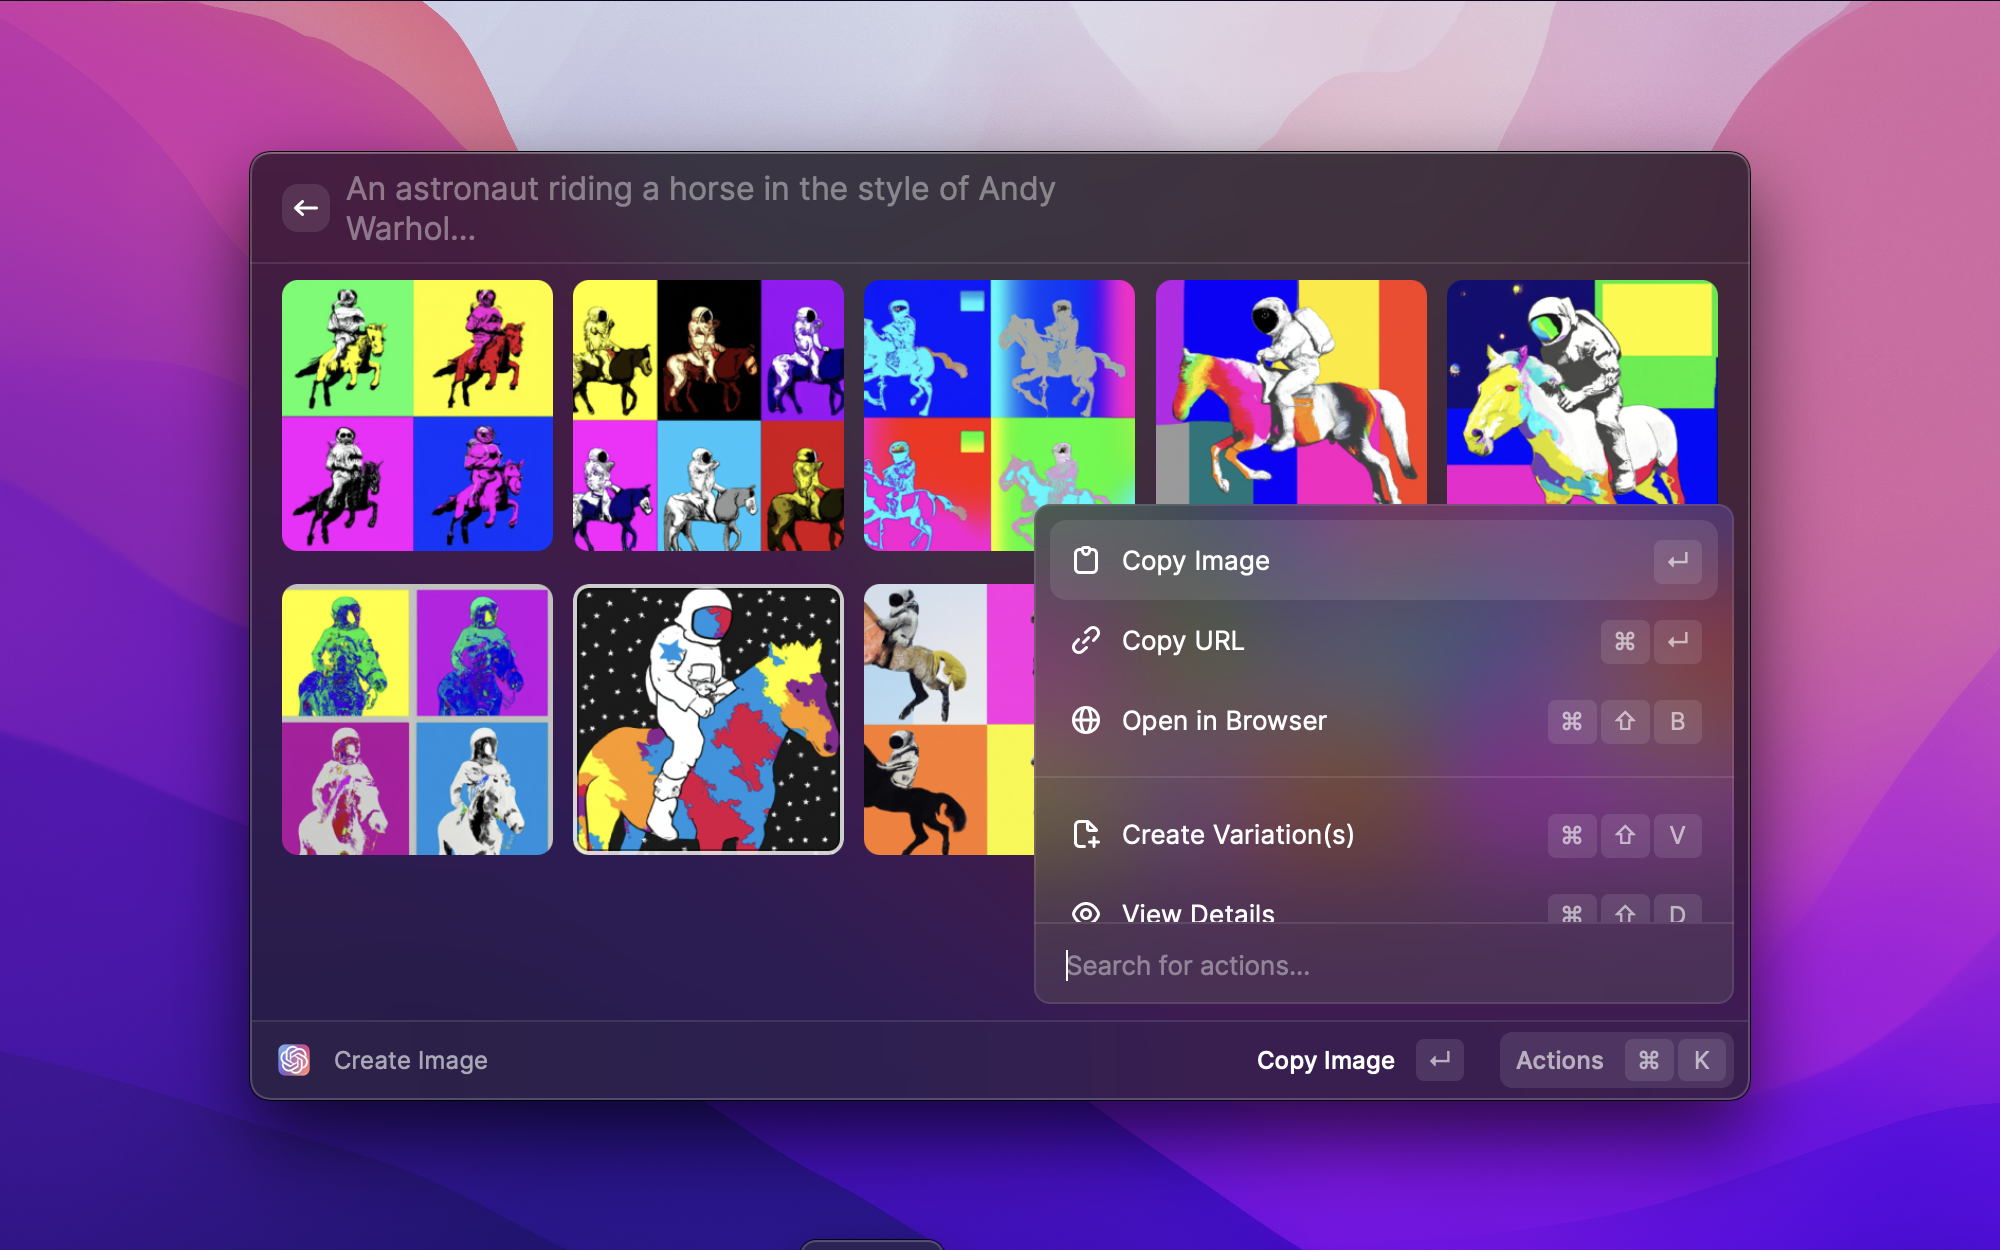 An astronaut riding a horse in the style of Andy
Warhol...
Copy Image
Copy URL
Open in Browser
B
Create Variation(s)
V
View Details
D
Search for actions...
Create Image
Copy Image
Actions
K